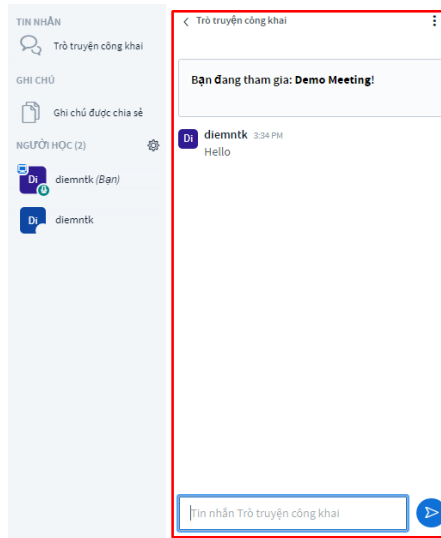 TIN NHẮN
Trò truyện công khai
GHI CHÚ
Ghi chú được chia sẻ
NGƯỜI HỌC (2)
Di
diemntk (Bạn)
Di
diemntk
Trò truyện công khai
Bạn đang tham gia: Demo Meeting!
Di
diemntk 3:34 PM
Hello
Tin nhắn Trò truyện công khai